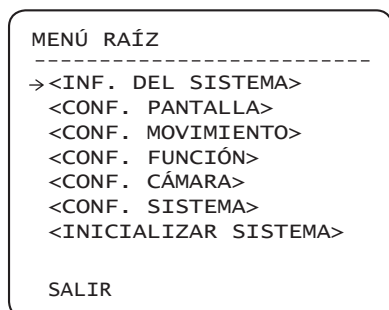 MENÚ RAÍZ
--------------------------
→<INF. DEL SISTEMA>
<CONF. PANTALLA>
<CONF. MOVIMIENTO>
<CONF. FUNCIÓN>
<CONF. CÁMARA>
<CONF. SISTEMA>
<INICIALIZAR SISTEMA>
SALIR